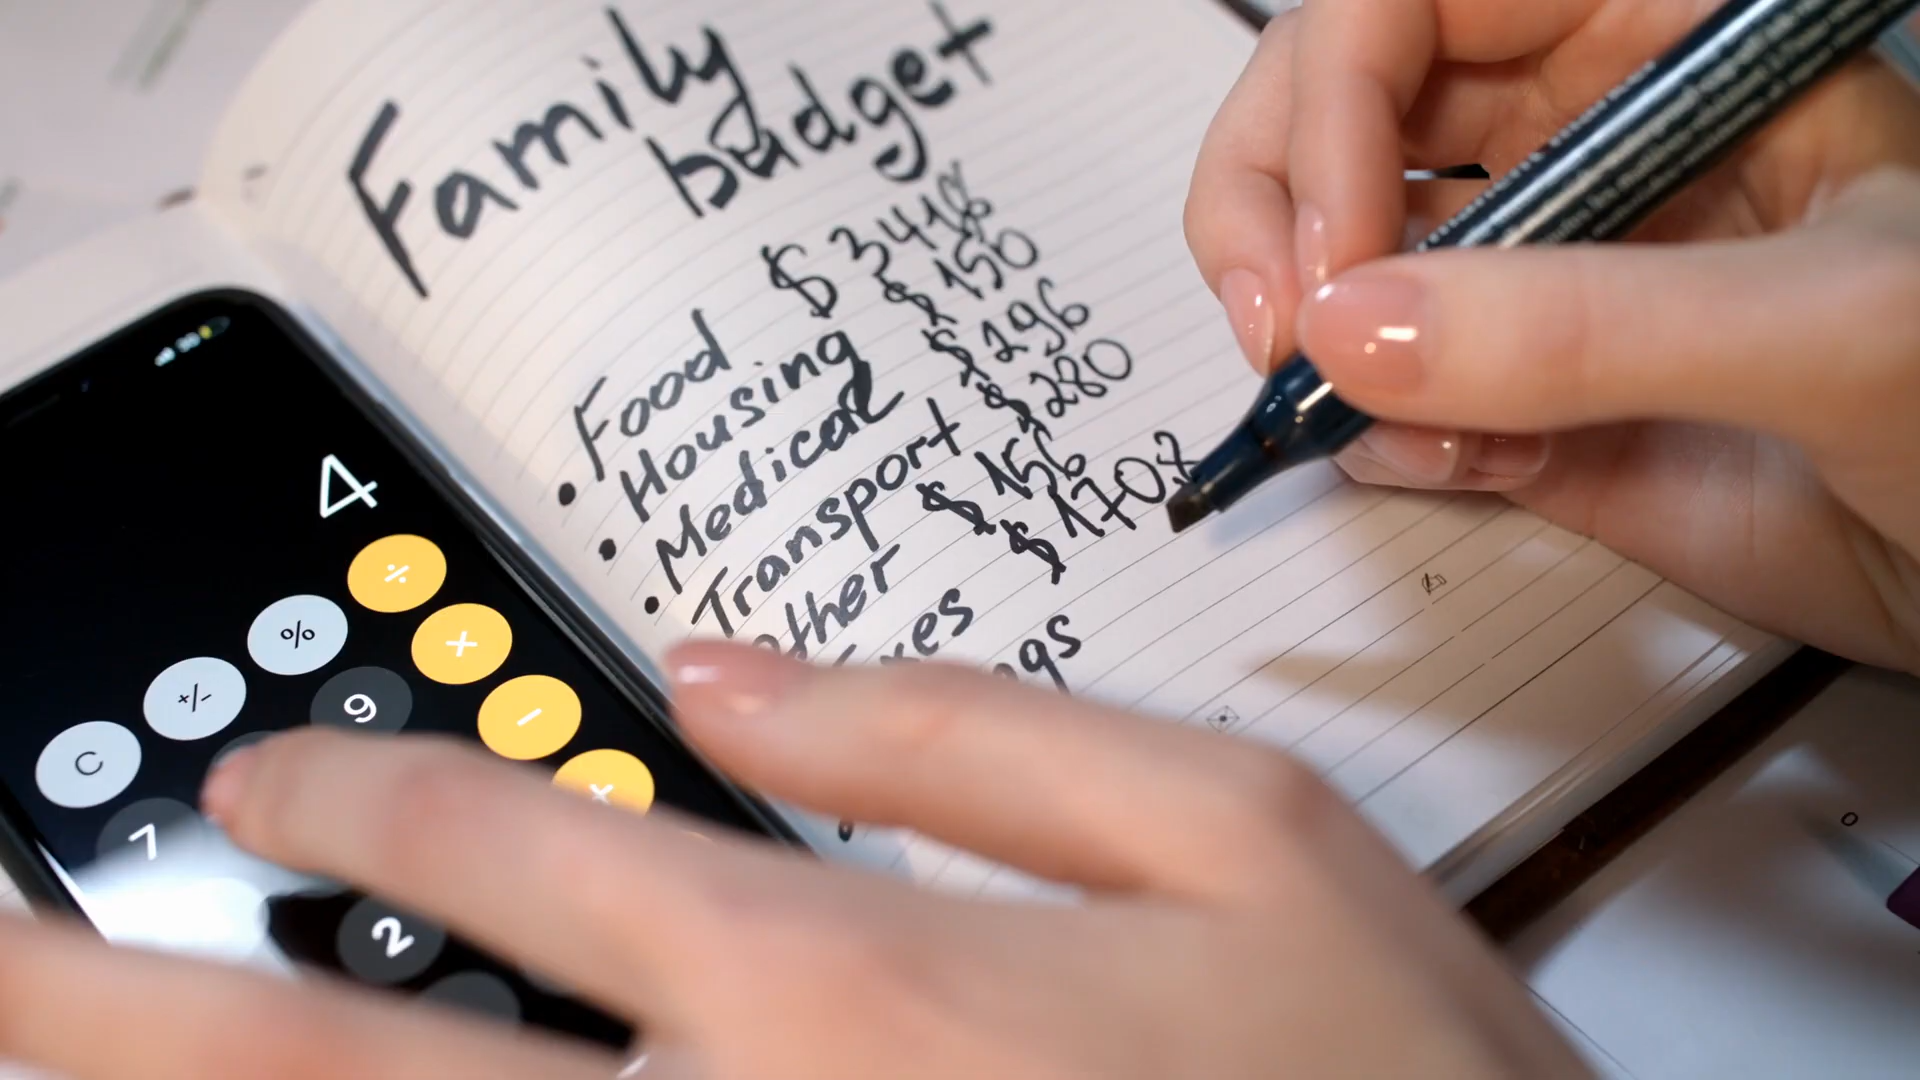 Family
budget
Food $ 3418
Housing $ 150
Medical $ 296
Transport $ 280
other $ 156
$ 1708
4
÷
% ×
+/- 9 −
C
7
2